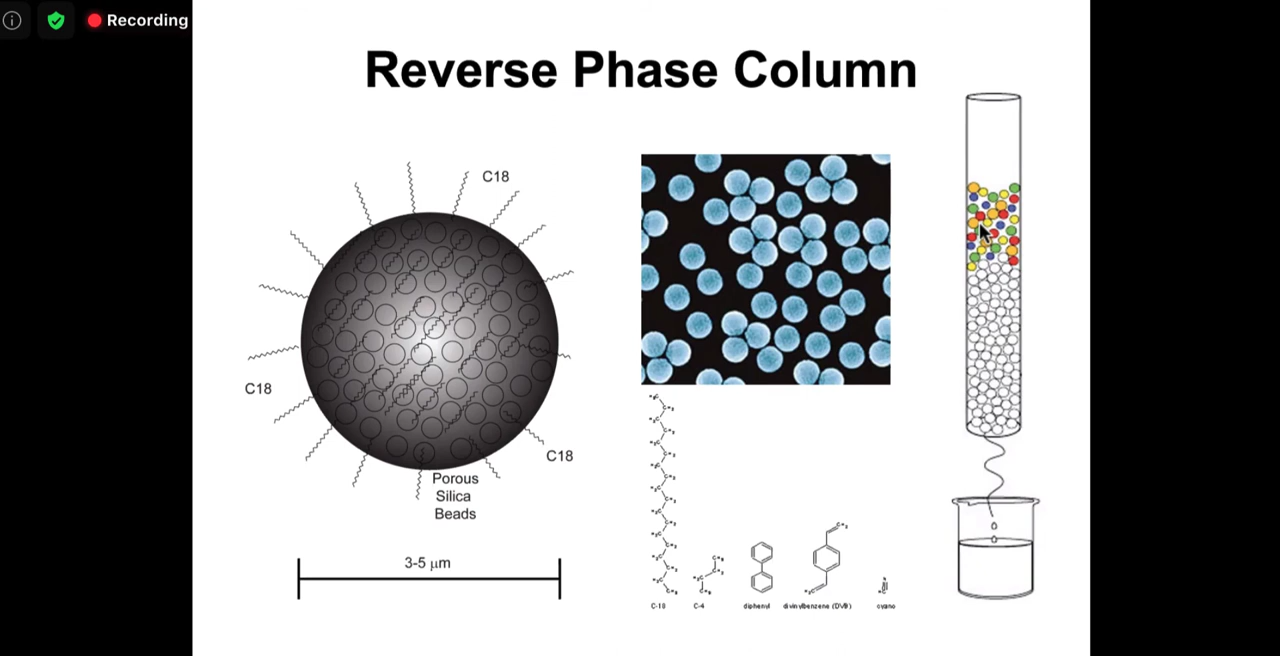 Recording
Reverse Phase Column
C18
C18
C18
Porous
Silica
Beads
3-5 μm
C-18
C-4
diphenyl
divinylbenzene (DVB)
cyano